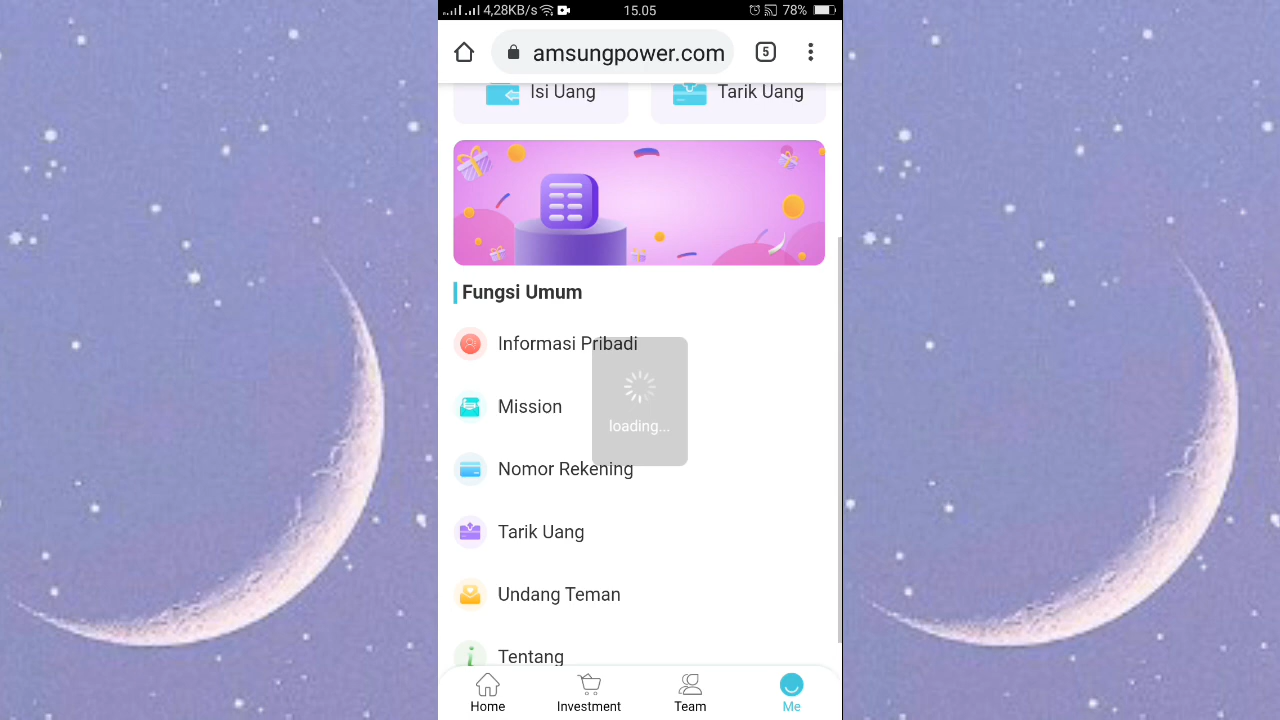 4,28KB/s 15.05 78%
amsungpower.com 5
Isi Uang Tarik Uang
Fungsi Umum
Informasi Pribadi
Mission
loading...
Nomor Rekening
Tarik Uang
Undang Teman
Tentang
Home Investment Team Me